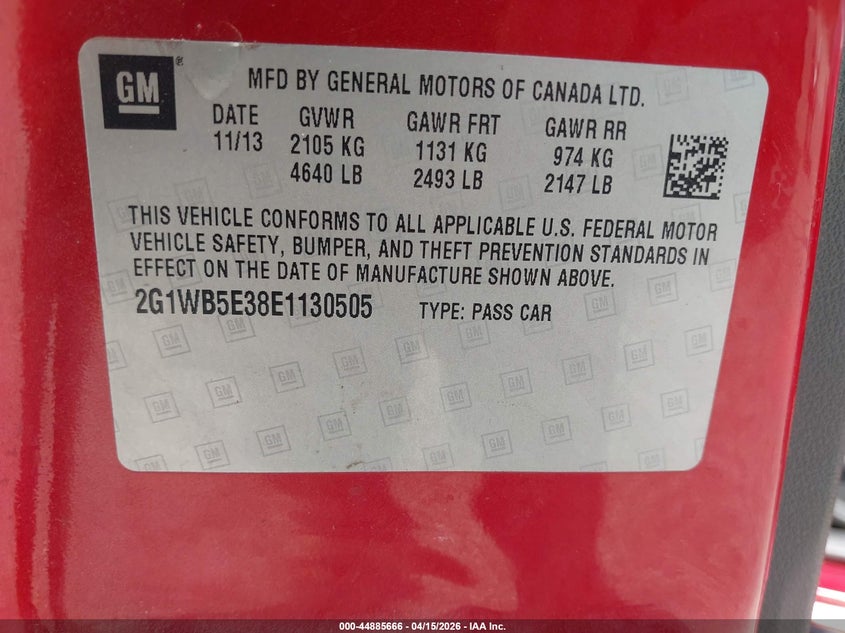 GM
MFD BY GENERAL MOTORS OF CANADA LTD.
DATE GVWR GAWR FRT GAWR RR
11/13 2105 KG 1131 KG 974 KG
4640 LB 2493 LB 2147 LB
THIS VEHICLE CONFORMS TO ALL APPLICABLE U.S. FEDERAL MOTOR
VEHICLE SAFETY, BUMPER, AND THEFT PREVENTION STANDARDS IN
EFFECT ON THE DATE OF MANUFACTURE SHOWN ABOVE.
2G1WB5E38E1130505 TYPE: PASS CAR
000-44885666 - 04/15/2026 - IAA Inc.